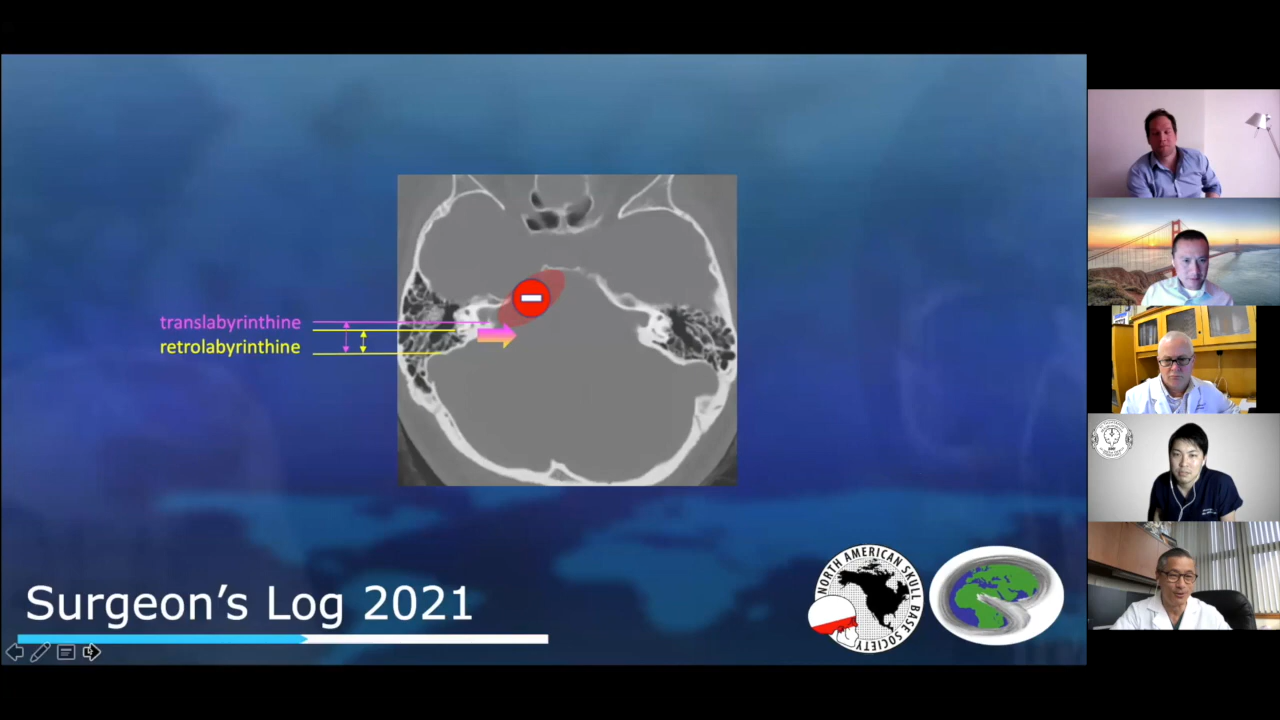 translabyrinthine
retrolabyrinthine
Surgeon's Log 2021
NORTH AMERICAN SKULL BASE SOCIETY